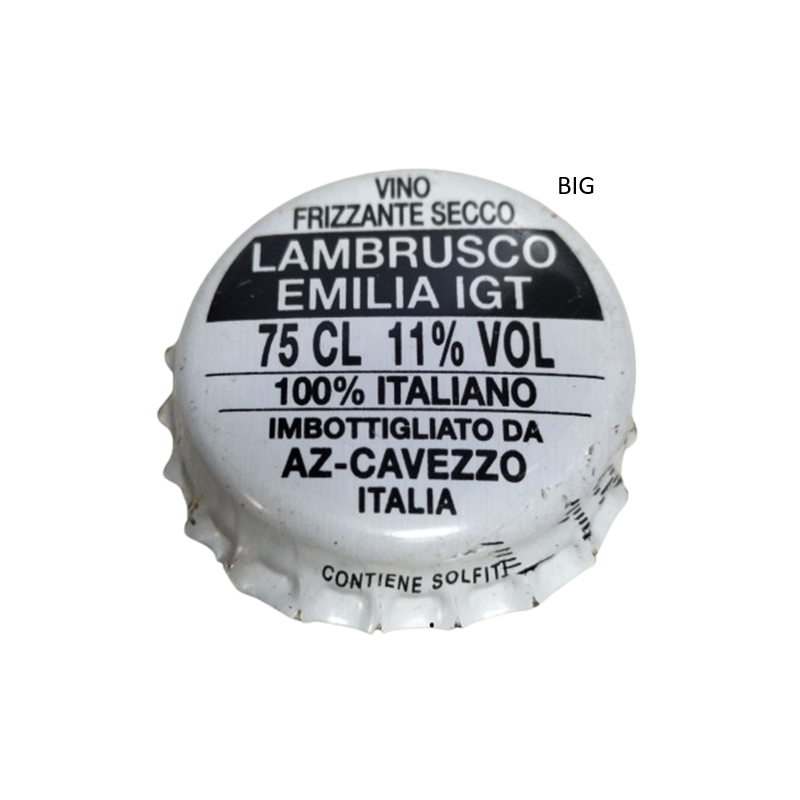 VINO
BIG
FRIZZANTE SECCO
LAMBRUSCO
EMILIA IGT
75 CL 11% VOL
100% ITALIANO
IMBOTTIGLIATO DA
AZ-CAVEZZO
ITALIA
CONTIENE SOLFITI